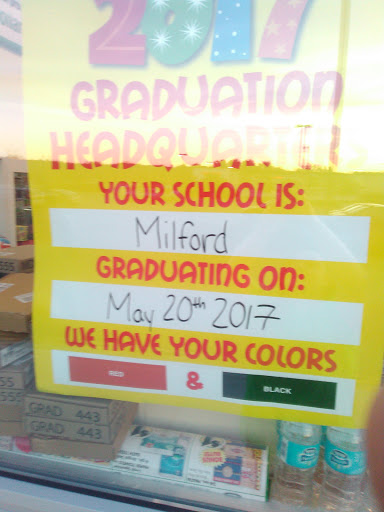 2017
GRADUATION
HEADQUARTERS
YOUR SCHOOL IS:
Milford
GRADUATING ON:
May 20th 2017
WE HAVE YOUR COLORS
RED & BLACK
GRAD 443
GRAD 443